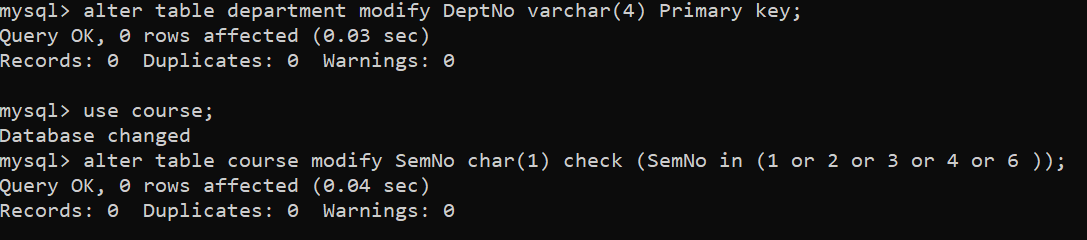 mysql> alter table department modify DeptNo varchar(4) Primary key;
Query OK, 0 rows affected (0.03 sec)
Records: 0  Duplicates: 0  Warnings: 0
mysql> use course;
Database changed
mysql> alter table course modify SemNo char(1) check (SemNo in (1 or 2 or 3 or 4 or 6 ));
Query OK, 0 rows affected (0.04 sec)
Records: 0  Duplicates: 0  Warnings: 0